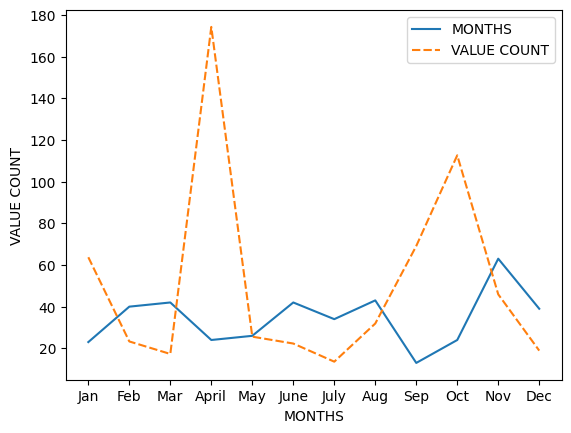 MONTHS
VALUE COUNT
180
160
140
120
100
80
60
40
20
VALUE COUNT
Jan Feb Mar April May June July Aug Sep Oct Nov Dec
MONTHS